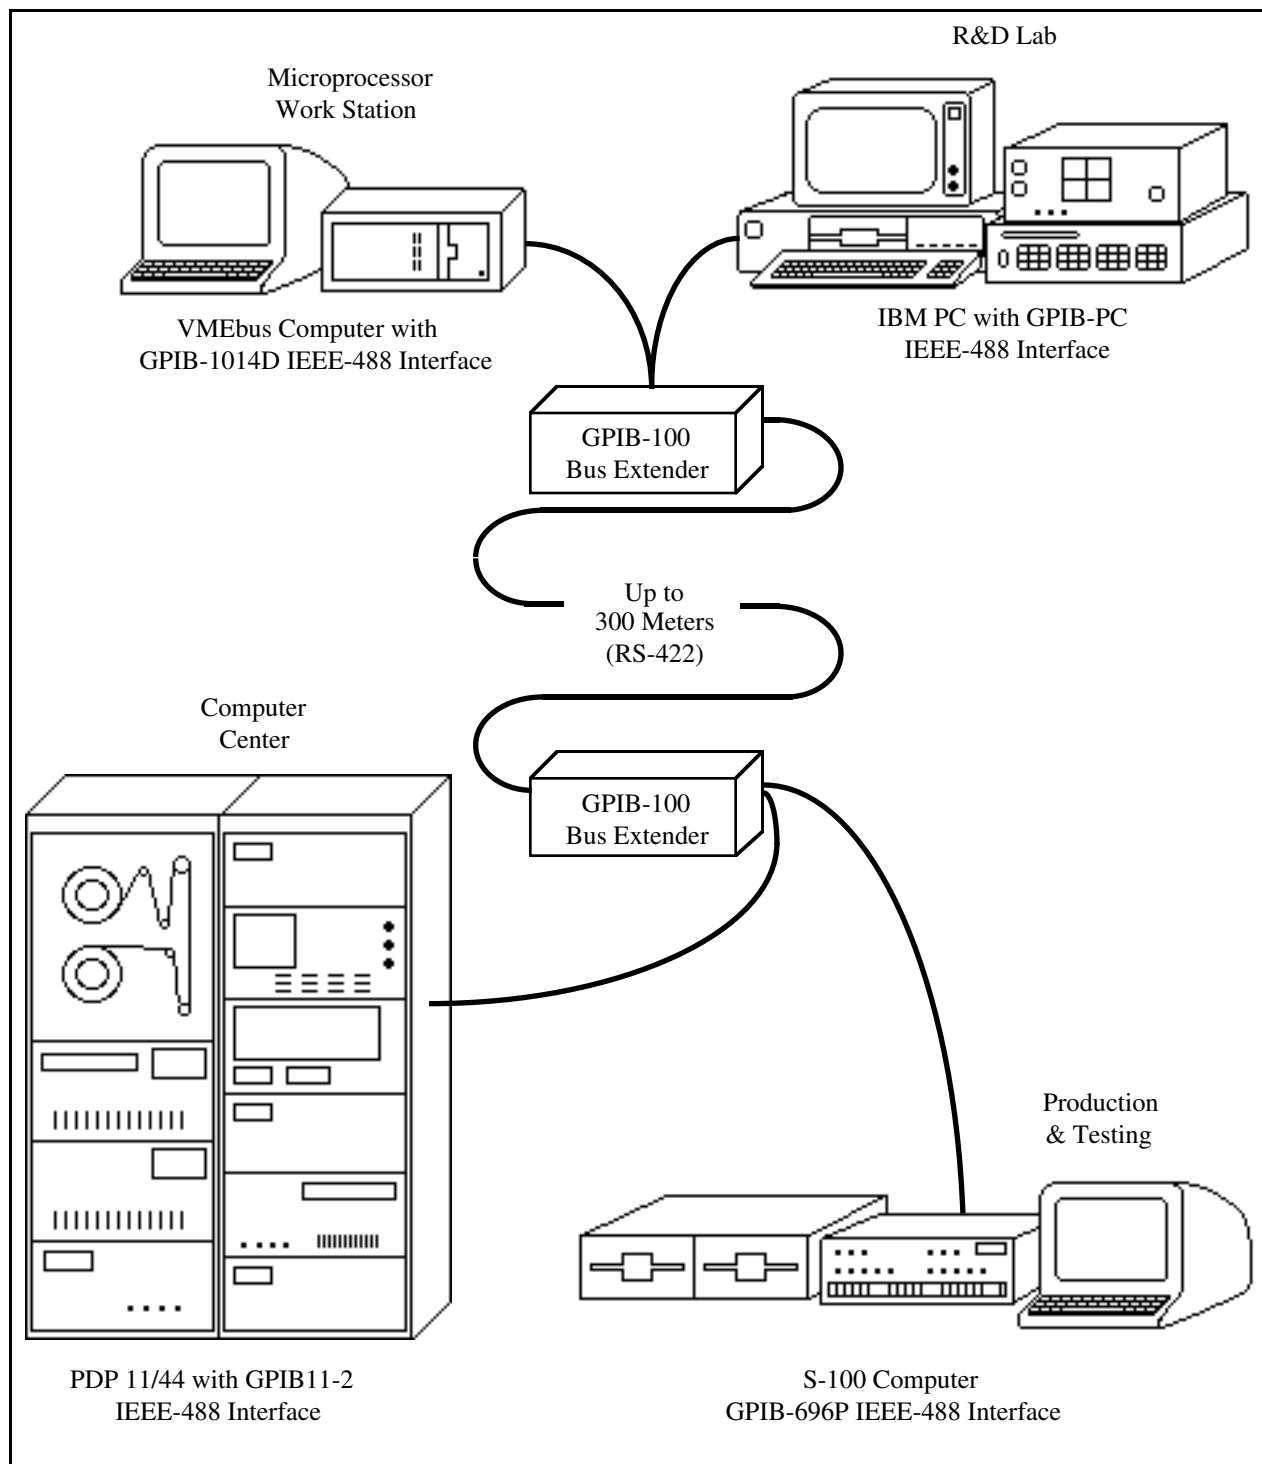 R&D Lab
Microprocessor
Work Station
VMEbus Computer with
GPIB-1014D IEEE-488 Interface
IBM PC with GPIB-PC
IEEE-488 Interface
GPIB-100
Bus Extender
Up to
300 Meters
(RS-422)
Computer
Center
GPIB-100
Bus Extender
Production
& Testing
PDP 11/44 with GPIB11-2
IEEE-488 Interface
S-100 Computer
GPIB-696P IEEE-488 Interface